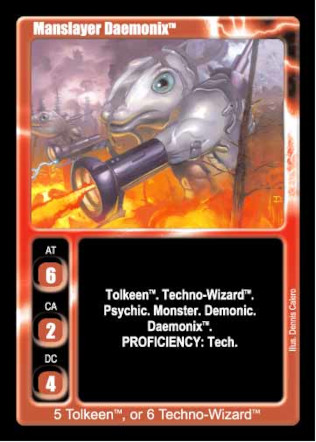 Manslayer Daemonix™
AT
6
CA
2
DC
4
Tolkeen™. Techno-Wizard™.
Psychic. Monster. Demonic.
Daemonix™.
PROFICIENCY: Tech.
Illus. Dennis Calero
5 Tolkeen™, or 6 Techno-Wizard™